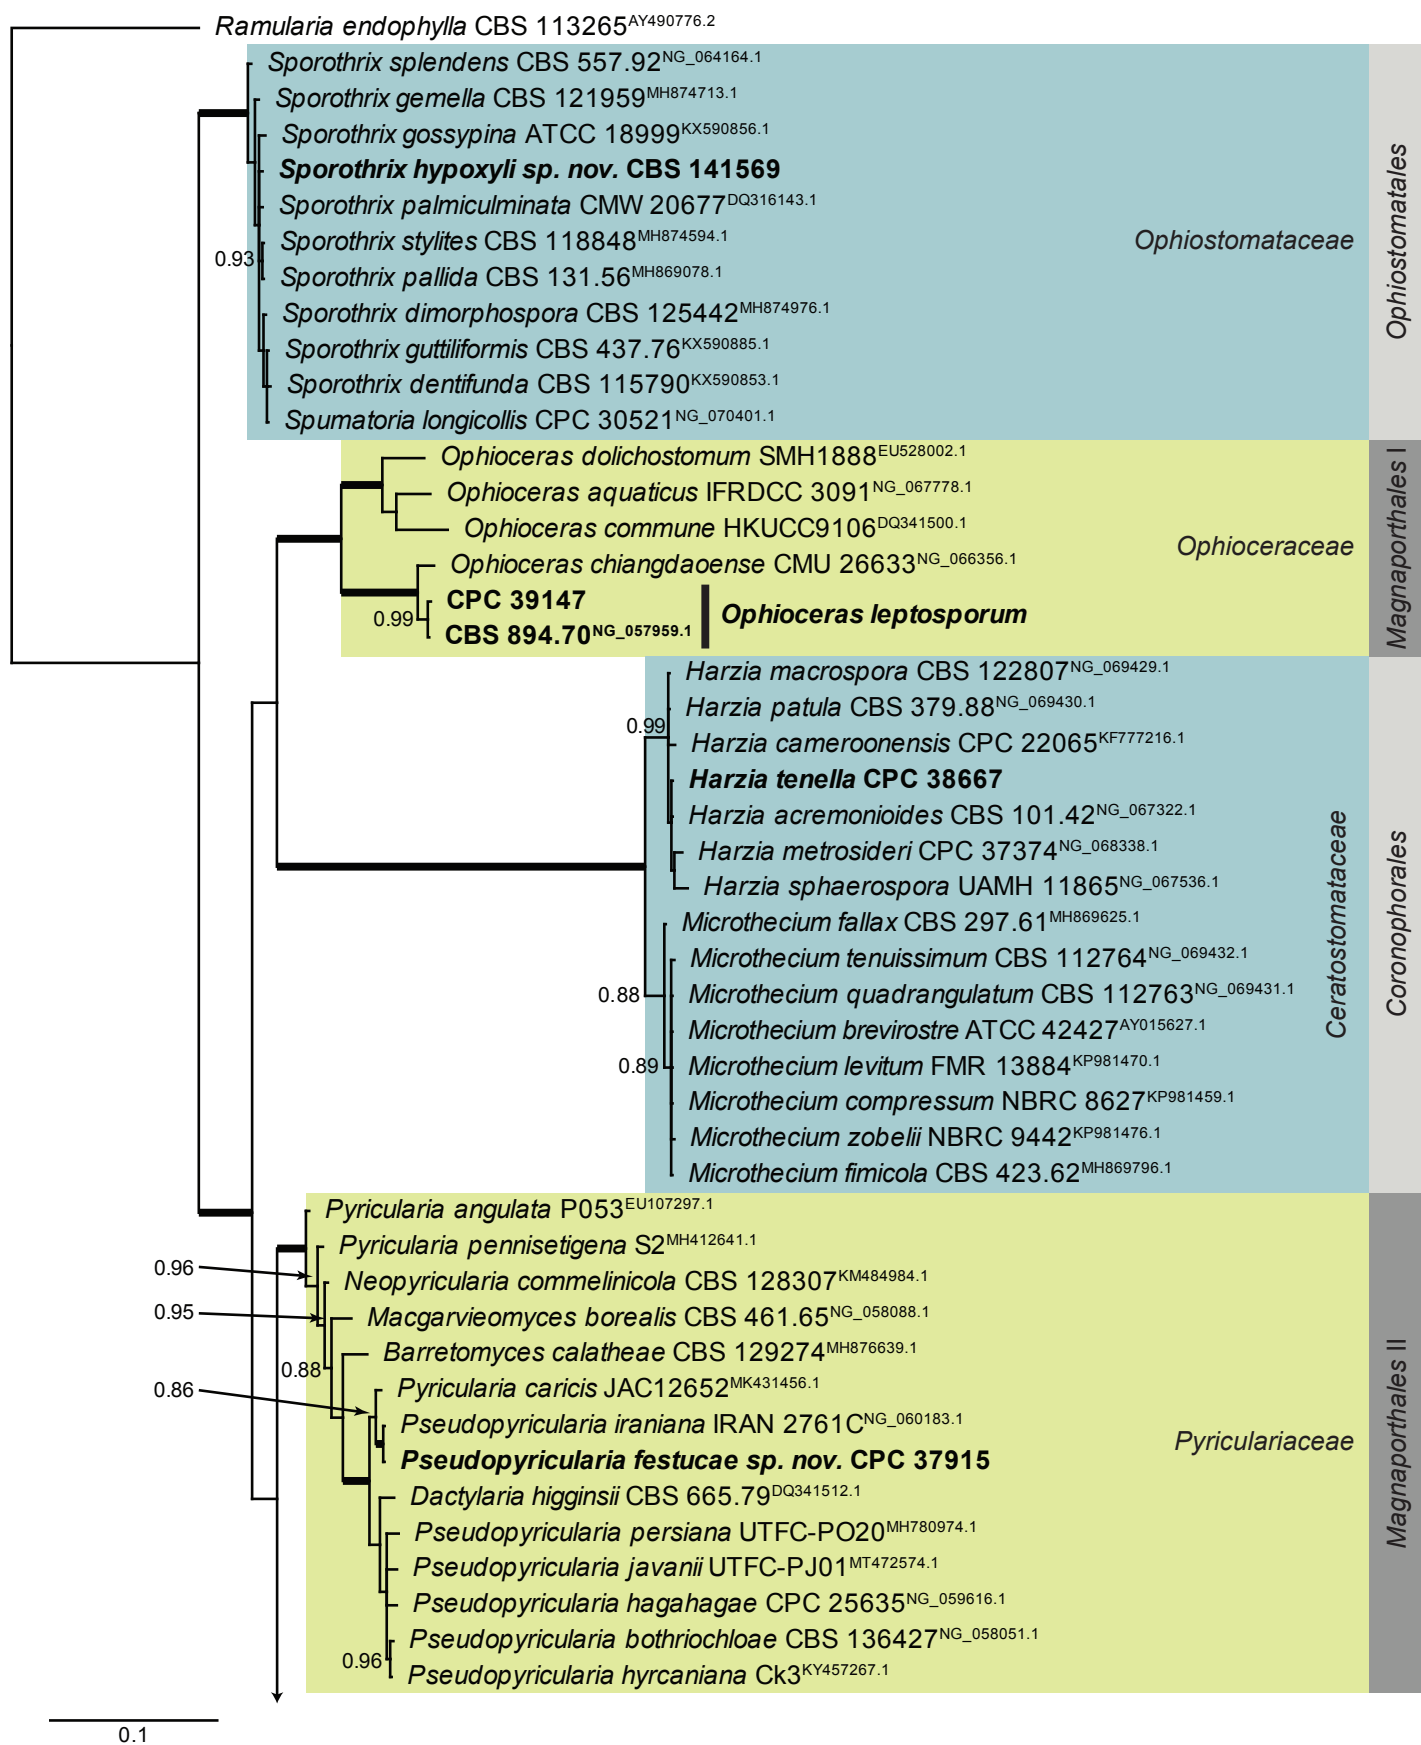 Ramularia endophylla CBS 113265AY490776.2
Sporothrix splendens CBS 557.92NG_064164.1
Sporothrix gemella CBS 121959MH874713.1
Sporothrix gossypina ATCC 18999KX590856.1
Sporothrix hypoxyli sp. nov. CBS 141569
Sporothrix palmiculminata CMW 20677DQ316143.1
Sporothrix stylites CBS 118848MH874594.1
0.93
Sporothrix pallida CBS 131.56MH869078.1
Sporothrix dimorphospora CBS 125442MH874976.1
Sporothrix guttiliformis CBS 437.76KX590885.1
Sporothrix dentifunda CBS 115790KX590853.1
Spumatoria longicollis CPC 30521NG_070401.1
Ophiostomataceae
Ophiostomatales
Ophioceras dolichostomum SMH1888EU528002.1
Ophioceras aquaticus IFRDCC 3091NG_067778.1
Ophioceras commune HKUCC9106DQ341500.1
Ophioceras chiangdaoense CMU 26633NG_066356.1
CPC 39147
0.99
CBS 894.70NG_057959.1
Ophioceras leptosporum
Ophioceraceae
Magnaporthales I
Harzia macrospora CBS 122807NG_069429.1
Harzia patula CBS 379.88NG_069430.1
0.99
Harzia cameroonensis CPC 22065KF777216.1
Harzia tenella CPC 38667
Harzia acremonioides CBS 101.42NG_067322.1
Harzia metrosideri CPC 37374NG_068338.1
Harzia sphaerospora UAMH 11865NG_067536.1
Microthecium fallax CBS 297.61MH869625.1
Microthecium tenuissimum CBS 112764NG_069432.1
0.88
Microthecium quadrangulatum CBS 112763NG_069431.1
Microthecium brevirostre ATCC 42427AY015627.1
0.89
Microthecium levitum FMR 13884KP981470.1
Microthecium compressum NBRC 8627KP981459.1
Microthecium zobelii NBRC 9442KP981476.1
Microthecium fimicola CBS 423.62MH869796.1
Ceratostomataceae
Coronophorales
Pyricularia angulata P053EU107297.1
Pyricularia pennisetigena S2MH412641.1
0.96
Neopyricularia commelinicola CBS 128307KM484984.1
0.95
Macgarvieomyces borealis CBS 461.65NG_058088.1
Barretomyces calatheae CBS 129274MH876639.1
0.88
0.86
Pyricularia caricis JAC12652MK431456.1
Pseudopyricularia iraniana IRAN 2761CNG_060183.1
Pseudopyricularia festucae sp. nov. CPC 37915
Dactylaria higginsii CBS 665.79DQ341512.1
Pseudopyricularia persiana UTFC-PO20MH780974.1
Pseudopyricularia javanii UTFC-PJ01MT472574.1
Pseudopyricularia hagahagae CPC 25635NG_059616.1
Pseudopyricularia bothriochloae CBS 136427NG_058051.1
0.96
Pseudopyricularia hyrcaniana Ck3KY457267.1
Pyriculariaceae
Magnaporthales II
0.1